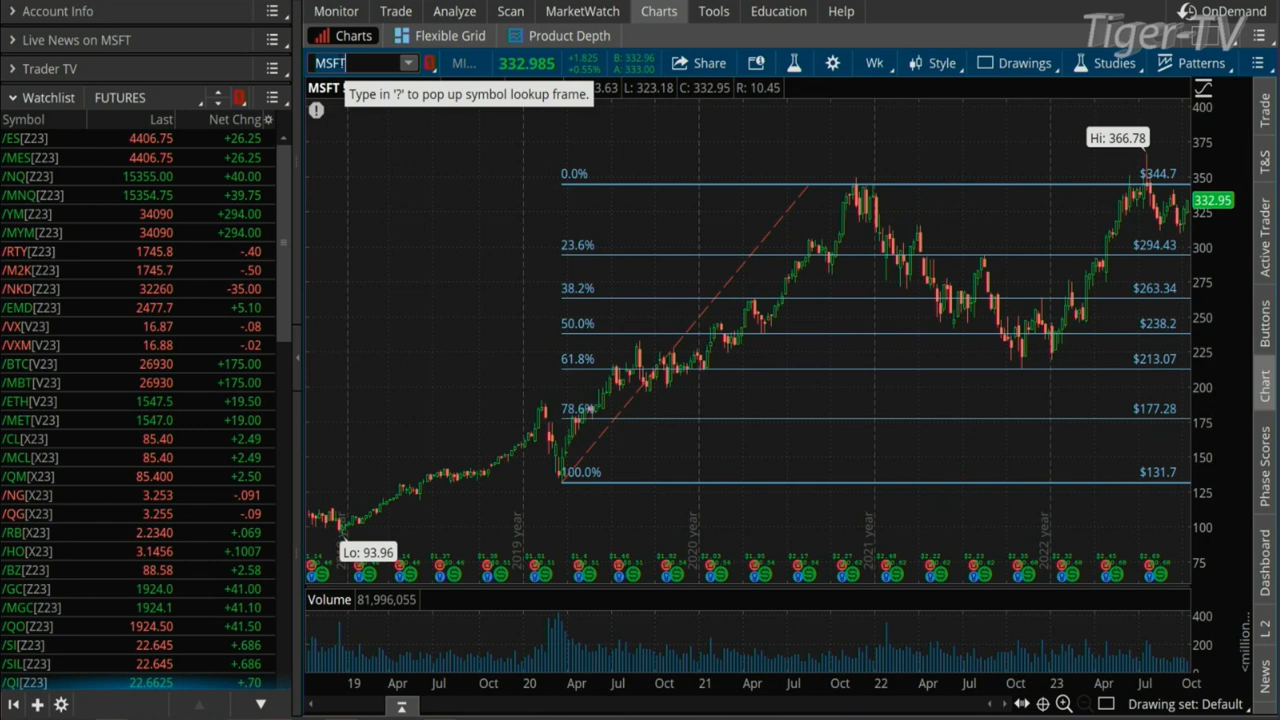 Account Info
Live News on MSFT
Trader TV
Watchlist FUTURES
Symbol Last Net Chng
/ES[Z23] 4406.75 +26.25
/MES[Z23] 4406.75 +26.25
/NQ[Z23] 15355.00 +40.00
/MNQ[Z23] 15354.75 +39.75
/YM[Z23] 34090 +294.00
/MYM[Z23] 34090 +294.00
/RTY[Z23] 1745.8 -.40
/M2K[Z23] 1745.7 -.50
/NKD[Z23] 32260 -35.00
/EMD[Z23] 2477.7 +5.10
/VX[V23] 16.87 -.08
/VXM[V23] 16.88 -.02
/BTC[V23] 26930 +175.00
/MBT[V23] 26930 +175.00
/ETH[V23] 1547.5 +19.50
/MET[V23] 1547.0 +19.00
/CL[X23] 85.40 +2.49
/MCL[X23] 85.40 +2.49
/QM[X23] 85.400 +2.50
/NG[X23] 3.253 -.091
/QG[X23] 3.255 -.09
/RB[X23] 2.2340 +.069
/HO[X23] 3.1456 +.1007
/BZ[Z23] 88.58 +2.58
/GC[Z23] 1924.0 +41.00
/MGC[Z23] 1924.1 +41.10
/QO[Z23] 1924.50 +41.50
/SI[Z23] 22.645 +.686
/SIL[Z23] 22.645 +.686
/QI[Z23] 22.6625 +.70
Monitor Trade Analyze Scan MarketWatch Charts Tools Education Help OnDemand
Tiger-TV
Charts Flexible Grid Product Depth
MSFT MI... 332.985 +1.825 +0.55% B: 332.96 A: 333.00 Share Wk Style Drawings Studies Patterns
MSFT 3.63 L: 323.18 C: 332.95 R: 10.45
Type in '?' to pop up symbol lookup frame.
Hi: 366.78
Lo: 93.96
0.0% $344.7
23.6% $294.43
38.2% $263.34
50.0% $238.2
61.8% $213.07
78.6% $177.28
100.0% $131.7
400
375
350
332.95
325
300
275
250
225
200
175
150
125
100
75
2019 year
2020 year
2021 year
2022 year
Volume 81,996,055
400
200
<million...
19 Apr Jul Oct 20 Apr Jul Oct 21 Apr Jul Oct 22 Apr Jul Oct 23 Apr Jul Oct
Drawing set: Default
Trade
T&S
Active Trader
Buttons
Chart
Phase Scores
Dashboard
L 2
News